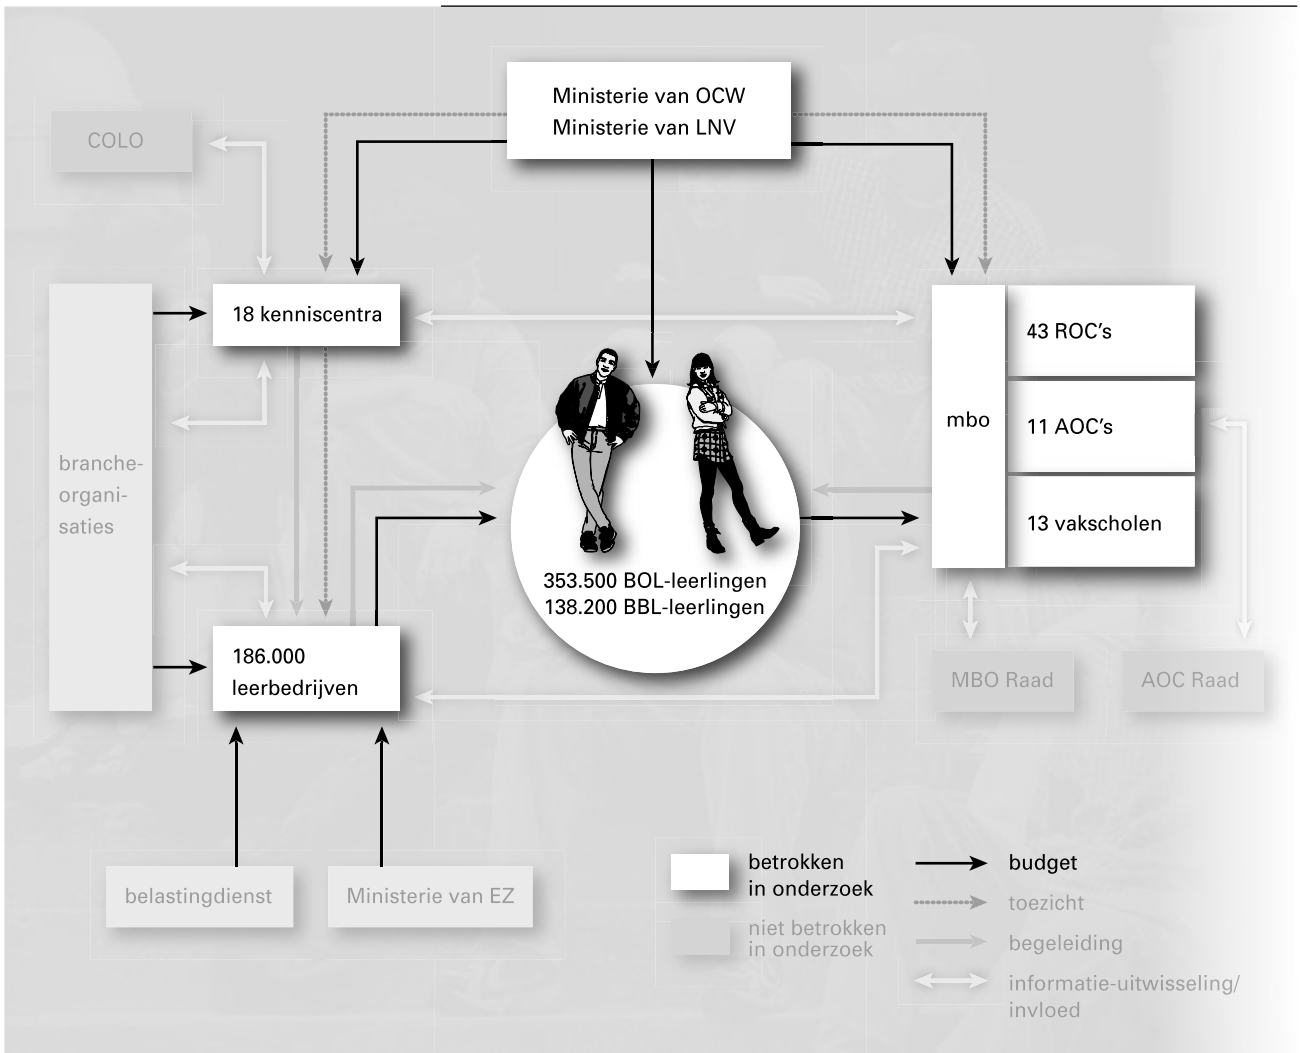 Ministerie van OCW
Ministerie van LNV
COLO
18 kenniscentra
branche-
organi-
saties
mbo
43 ROC's
11 AOC's
13 vakscholen
353.500 BOL-leerlingen
138.200 BBL-leerlingen
186.000
leerbedrijven
MBO Raad
AOC Raad
belastingdienst
Ministerie van EZ
betrokken
in onderzoek
niet betrokken
in onderzoek
budget
toezicht
begeleiding
informatie-uitwisseling/
invloed